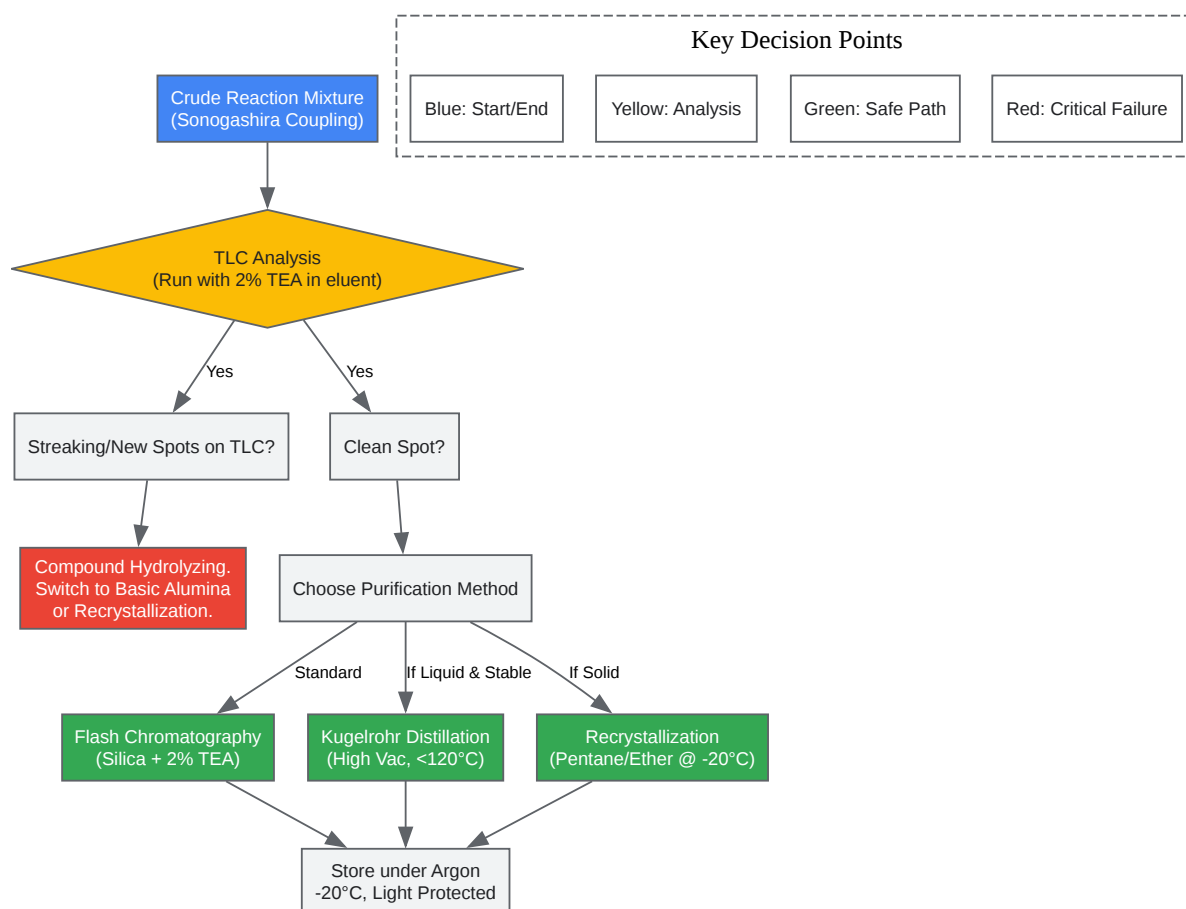 Key Decision Points
Blue: Start/End
Yellow: Analysis
Green: Safe Path
Red: Critical Failure
Crude Reaction Mixture
(Sonogashira Coupling)
TLC Analysis
(Run with 2% TEA in eluent)
Yes
Yes
Streaking/New Spots on TLC?
Clean Spot?
Compound Hydrolyzing.
Switch to Basic Alumina
or Recrystallization.
Choose Purification Method
Standard
If Liquid & Stable
If Solid
Flash Chromatography
(Silica + 2% TEA)
Kugelrohr Distillation
(High Vac, <120°C)
Recrystallization
(Pentane/Ether @ -20°C)
Store under Argon
-20°C, Light Protected